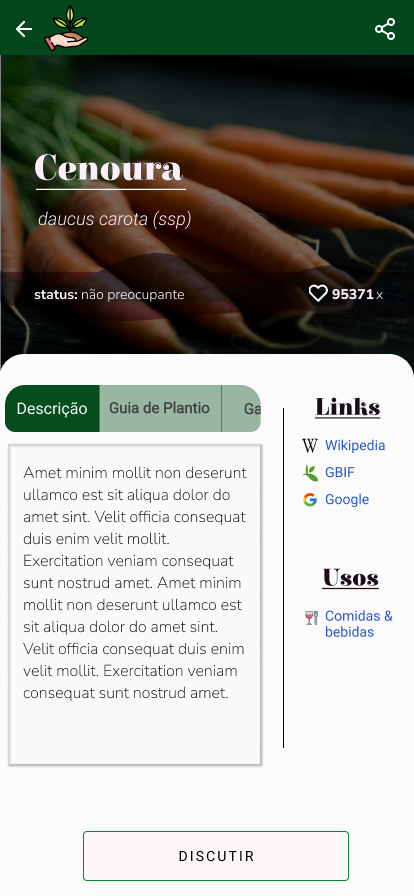 Cenoura
daucus carota (ssp)
status: não preocupante
95371x
Descrição
Guia de Plantio
Ga
Amet minim mollit non deserunt
ullamco est sit aliqua dolor do
amet sint. Velit officia consequat
duis enim velit mollit.
Exercitation veniam consequat
sunt nostrud amet. Amet minim
mollit non deserunt ullamco est
sit aliqua dolor do amet sint.
Velit officia consequat duis enim
velit mollit. Exercitation veniam
consequat sunt nostrud amet.
Links
W Wikipedia
GBIF
G Google
Usos
Comidas &
bebidas
DISCUTIR